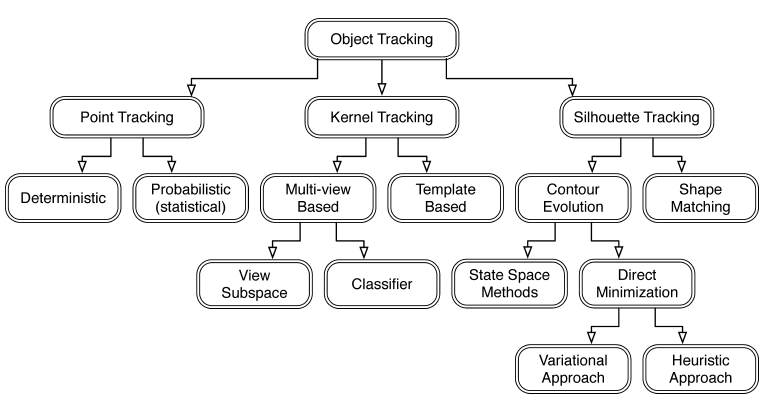 Object Tracking
Point Tracking
Kernel Tracking
Silhouette Tracking
Deterministic
Probabilistic
(statistical)
Multi-view
Based
Template
Based
Contour
Evolution
Shape
Matching
View
Subspace
Classifier
State Space
Methods
Direct
Minimization
Variational
Approach
Heuristic
Approach